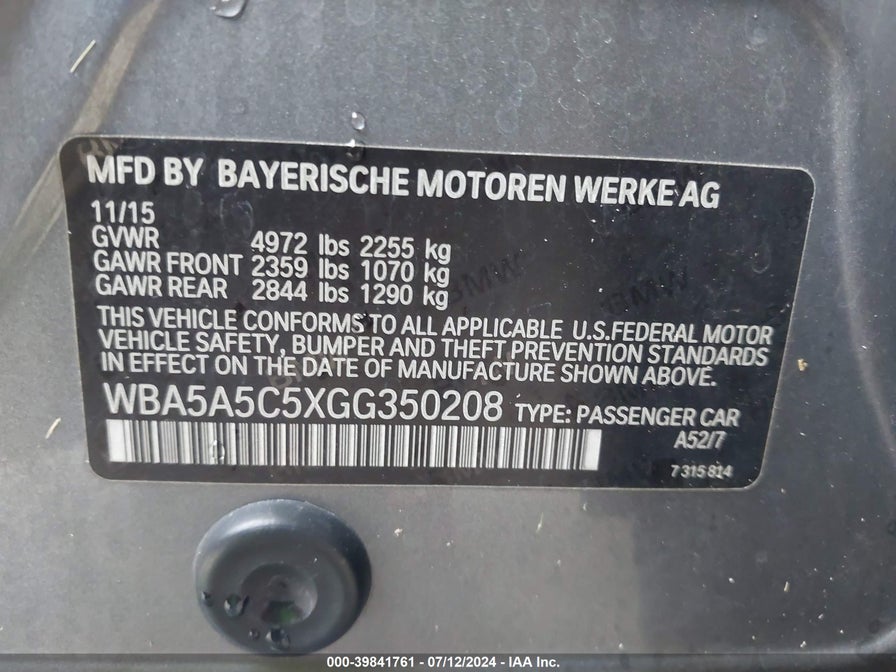 MFD BY BAYERISCHE MOTOREN WERKE AG
11/15
GVWR 4972 lbs 2255 kg
GAWR FRONT 2359 lbs 1070 kg
GAWR REAR 2844 lbs 1290 kg
THIS VEHICLE CONFORMS TO ALL APPLICABLE U.S.FEDERAL MOTOR
VEHICLE SAFETY, BUMPER AND THEFT PREVENTION STANDARDS
IN EFFECT ON THE DATE OF MANUFACTURE SHOWN ABOVE.
WBA5A5C5XGG350208 TYPE: PASSENGER CAR
A52/7
7 315 814
000-39841761 - 07/12/2024 - IAA Inc.